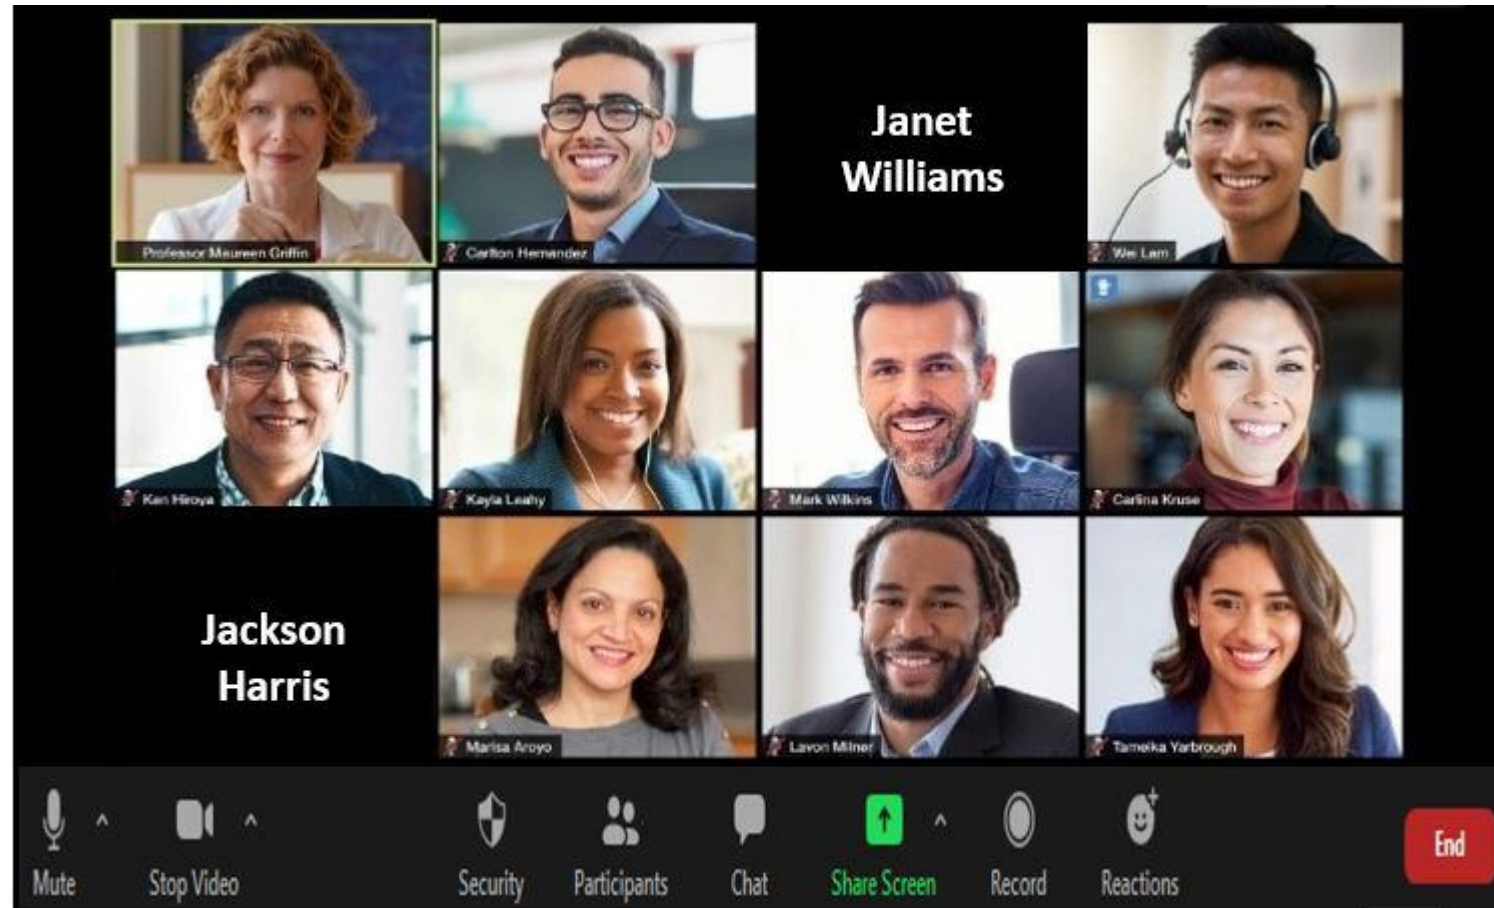 Professor Maureen Griffin
Carlton Hernandez
Janet
Williams
Wei Lam
Ken Hiroya
Kayla Leahy
Mark Wilkins
Carlina Kruse
Jackson
Harris
Marisa Aroyo
Lavon Milner
Tameika Yarbrough
Mute
Stop Video
Security
Participants
Chat
Share Screen
Record
Reactions
End